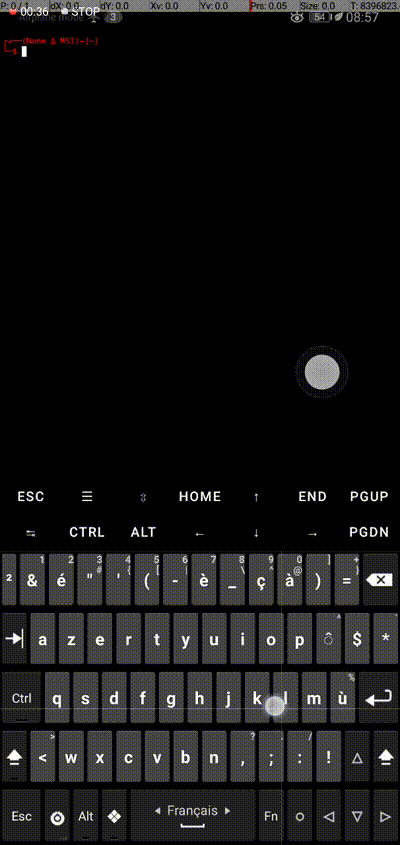 P: 0 / 1 dX: 0.0 dY: 0.0 Xv: 0.0 Yv: 0.0 Prs: 0.05 Size: 0.0 T: 8396823.
Airplane mode 3 54 08:57
00:36 STOP
$
ESC ☰ ⇳ HOME ↑ END PGUP
↹ CTRL ALT ← ↓ → PGDN
1 2 3 4 5 6 7 8 9 0 ] +
# { [ | ` \ ^ @ }
² & é " ' ( - è _ ç à ) =
a z e r t y u i o p ^ $ *
%
Ctrl q s d f g h j k l m ù
> ? . /
< w x c v b n , ; : !
Esc Alt Français Fn